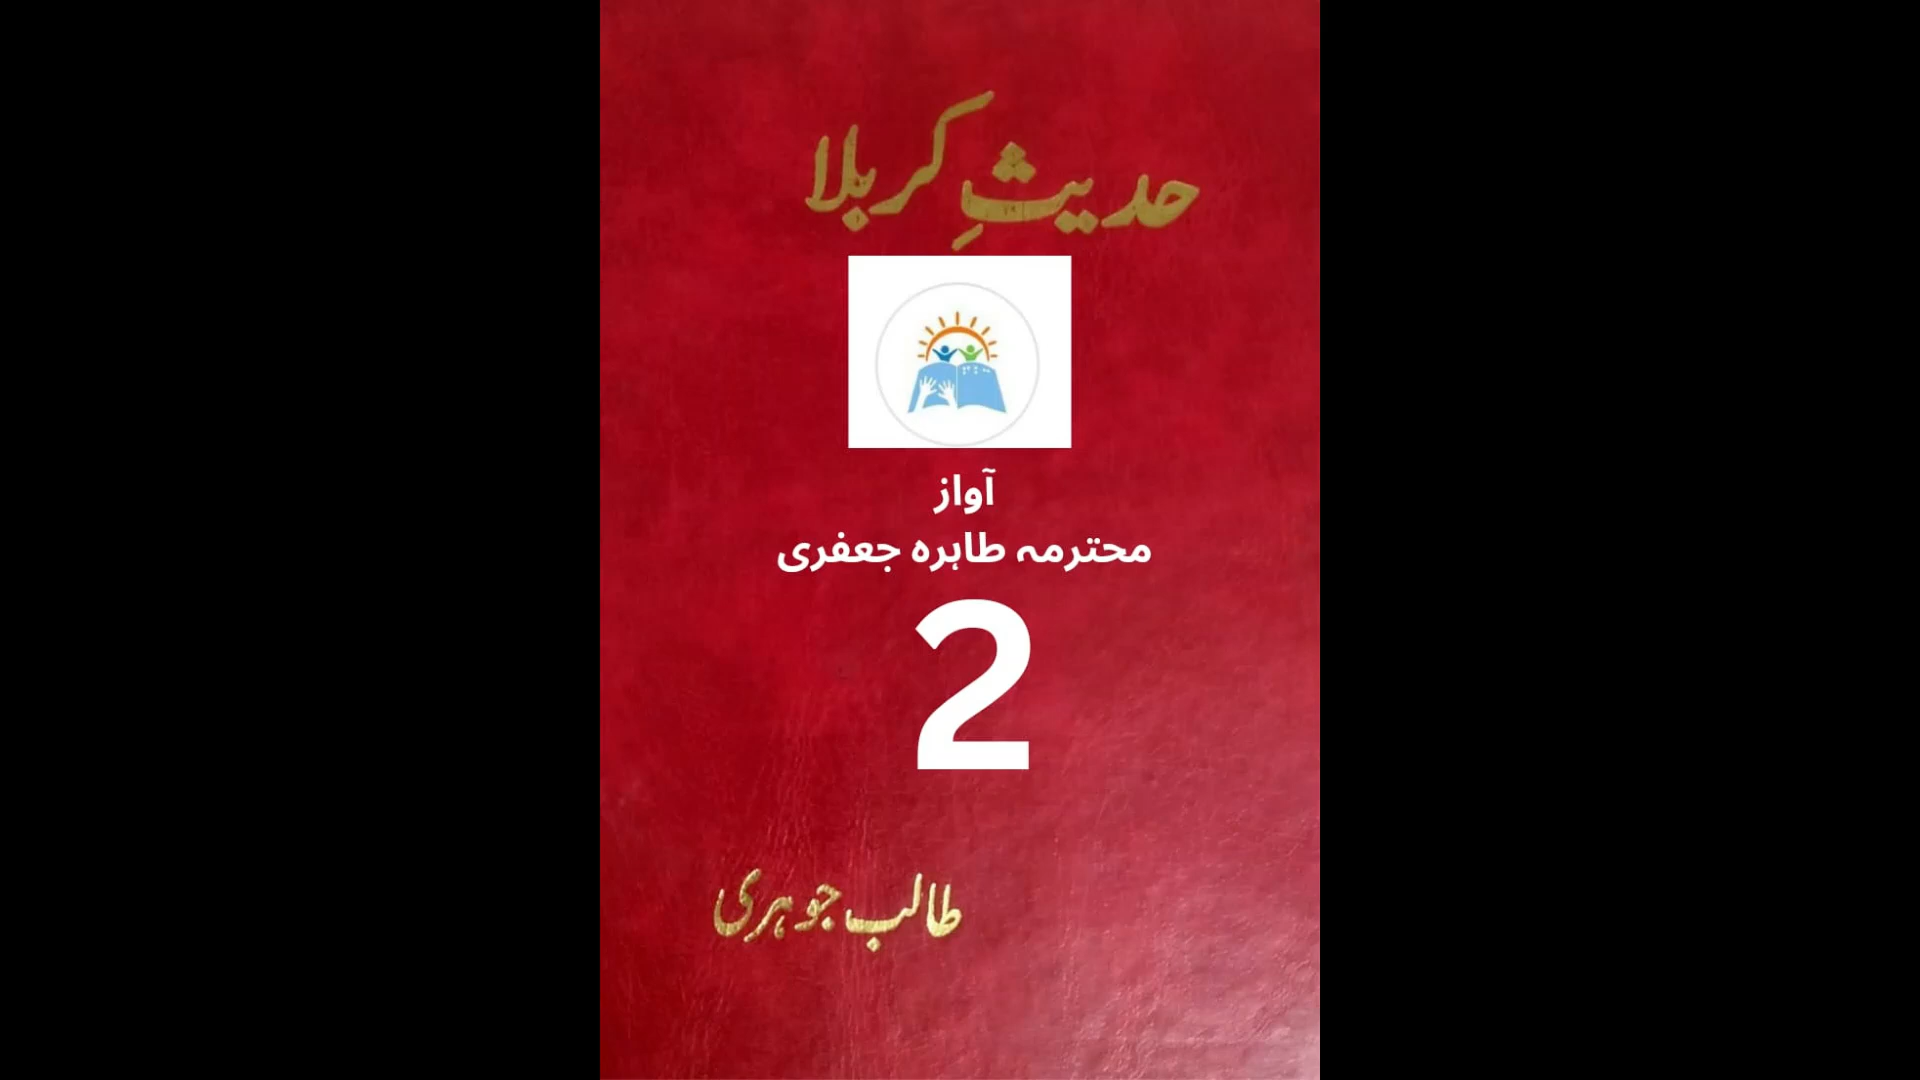 حدیثِ کربلا
آواز
محترمہ طاہرہ جعفری
2
طالب جوہری